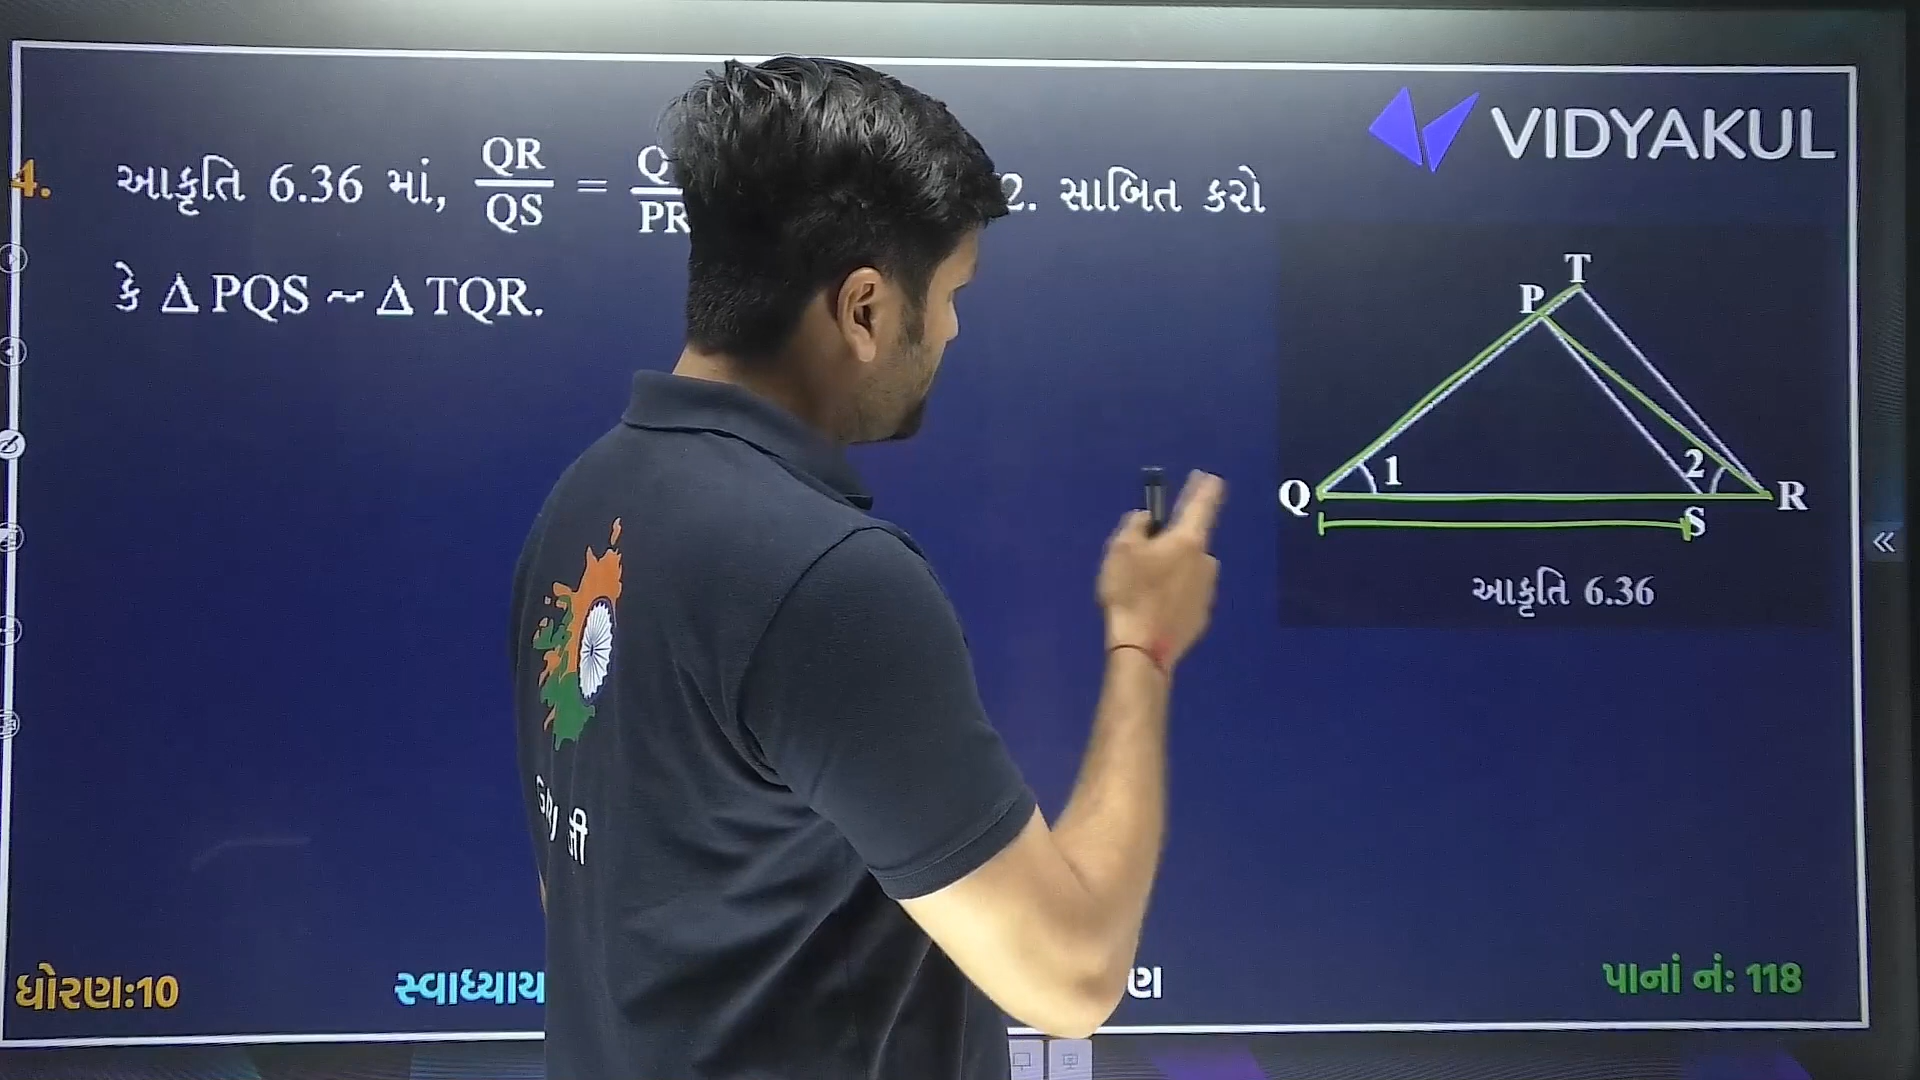 VIDYAKUL
4. આકૃતિ 6.36 માં, QR/QS = Q /PR 2. સાબિત કરો
કે Δ PQS ~ Δ TQR.
T
P
1
2
Q
R
S
આકૃતિ 6.36
ધોરણ:10
સ્વાધ્યાય
પાનાં નં: 118